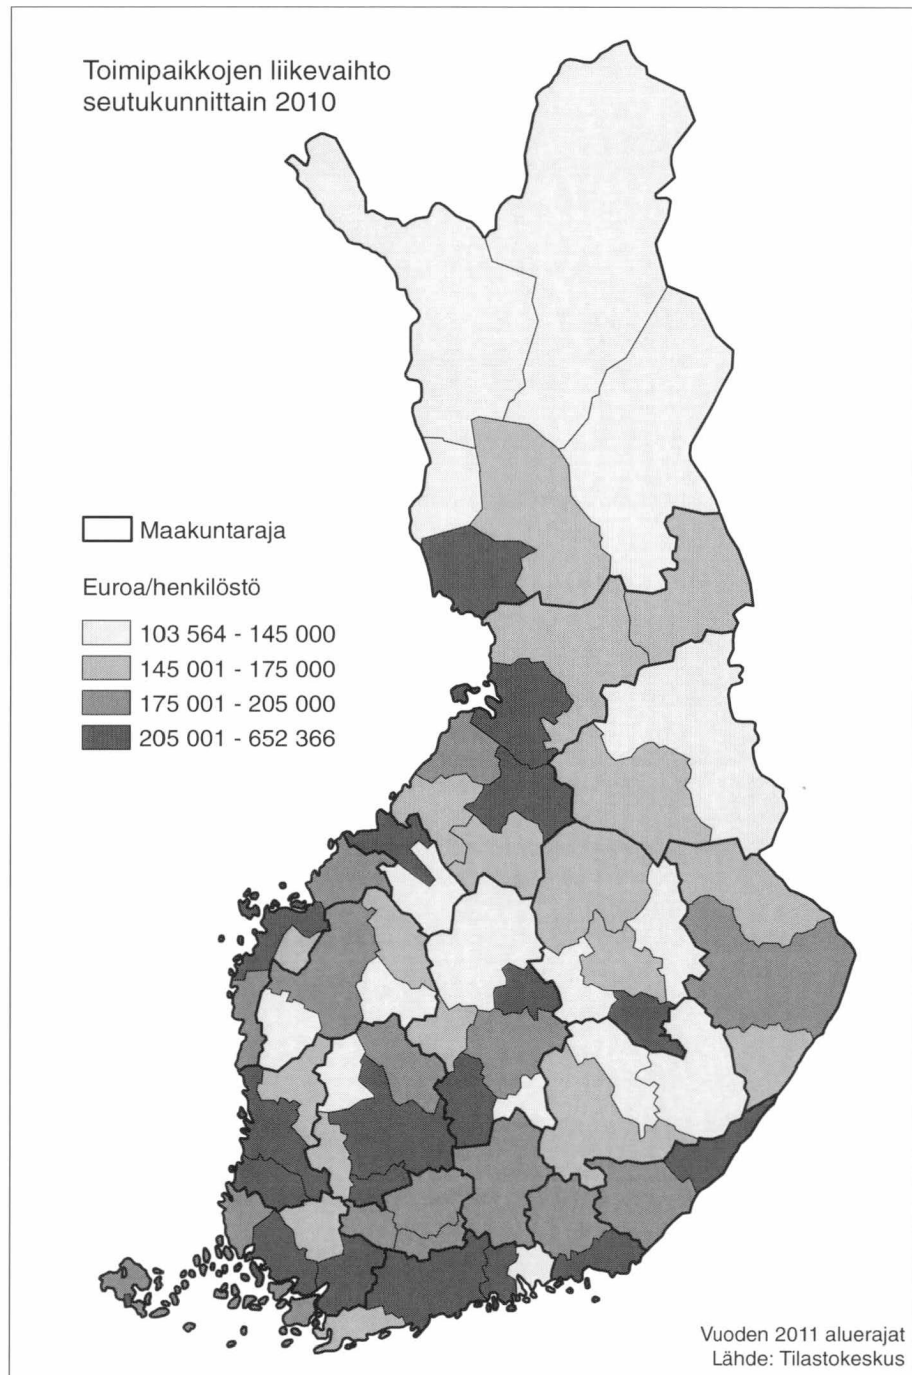 Toimipaikkojen liikevaihto
seutukunnittain 2010
Maakuntaraja
Euroa/henkilöstö
103 564 - 145 000
145 001 - 175 000
175 001 - 205 000
205 001 - 652 366
Vuoden 2011 aluerajat
Lähde: Tilastokeskus